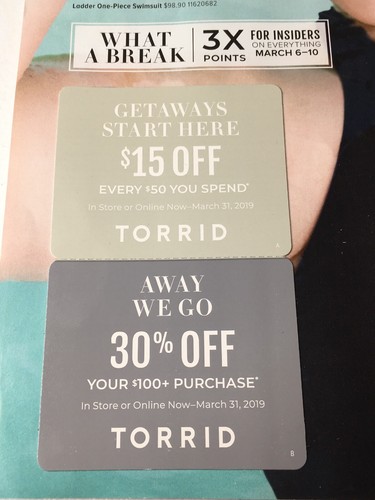 Ladder One-Piece Swimsuit $98.90 11620682
WHAT
A BREAK
3X
POINTS
FOR INSIDERS
ON EVERYTHING
MARCH 6–10
GETAWAYS
START HERE
$15 OFF
EVERY $50 YOU SPEND*
In Store or Online Now–March 31, 2019
TORRID
A
AWAY
WE GO
30% OFF
YOUR $100+ PURCHASE*
In Store or Online Now–March 31, 2019
TORRID
B